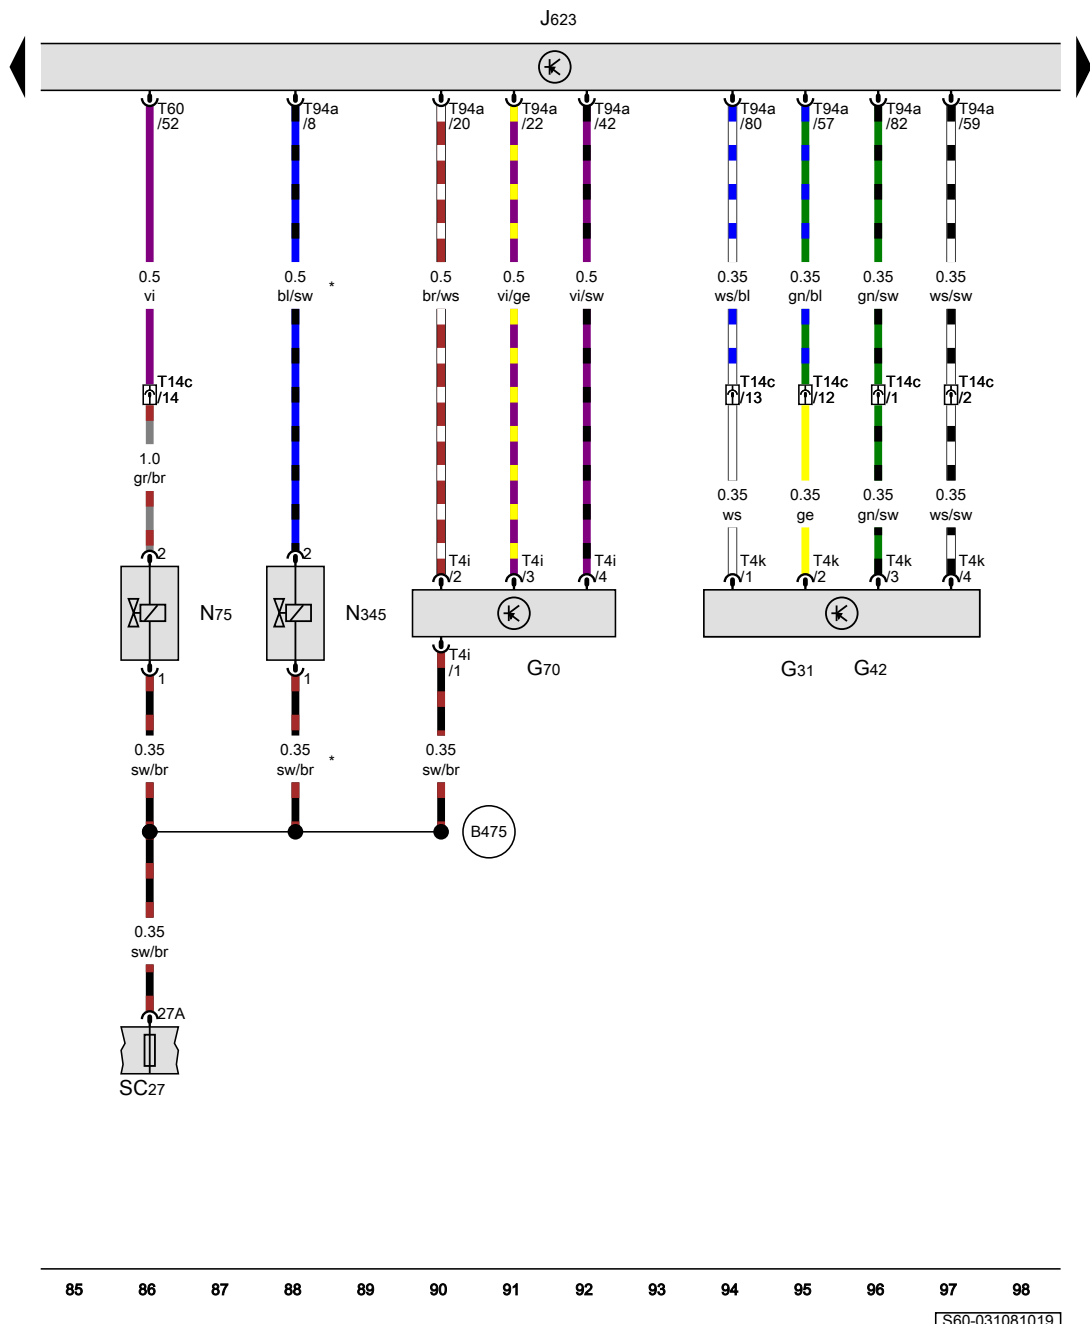 J623
T60 T94a T94a T94a T94a T94a T94a T94a T94a
/52 /8 /20 /22 /42 /80 /57 /82 /59
0.5 0.5 0.5 0.5 0.5 0.35 0.35 0.35 0.35
vi bl/sw * br/ws vi/ge vi/sw ws/bl gn/bl gn/sw ws/sw
T14c T14c T14c T14c T14c
/14 /13 /12 /1 /2
1.0
gr/br
0.35 0.35 0.35 0.35
ws ge gn/sw ws/sw
2 2 T4i T4i T4i T4k T4k T4k T4k
/2 /3 /4 /1 /2 /3 /4
N75 N345
T4i
/1
G70 G31 G42
1 1
0.35 0.35 0.35
sw/br sw/br * sw/br
B475
0.35
sw/br
27A
SC27
85 86 87 88 89 90 91 92 93 94 95 96 97 98
S60-031081019